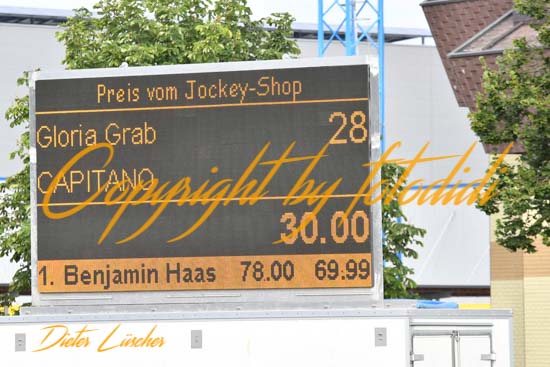 Preis vom Jockey-Shop
Gloria Grab 28
CAPITANO
Copyright by fotodidi
30.00
1. Benjamin Haas 78.00 69.99
Dieter Lüscher